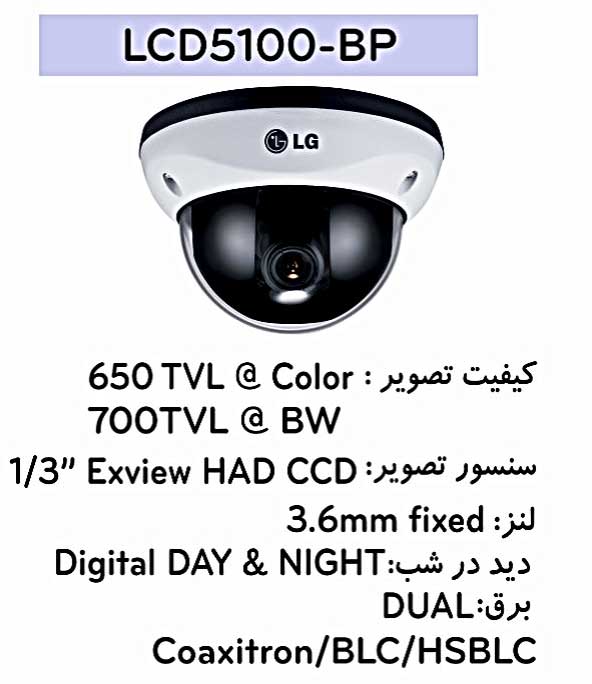 LCD5100-BP
LG
کیفیت تصویر : 650 TVL @ Color
700TVL @ BW
سنسور تصویر: 1/3” Exview HAD CCD
لنز: 3.6mm fixed
دید در شب:Digital DAY & NIGHT
برق:DUAL
Coaxitron/BLC/HSBLC